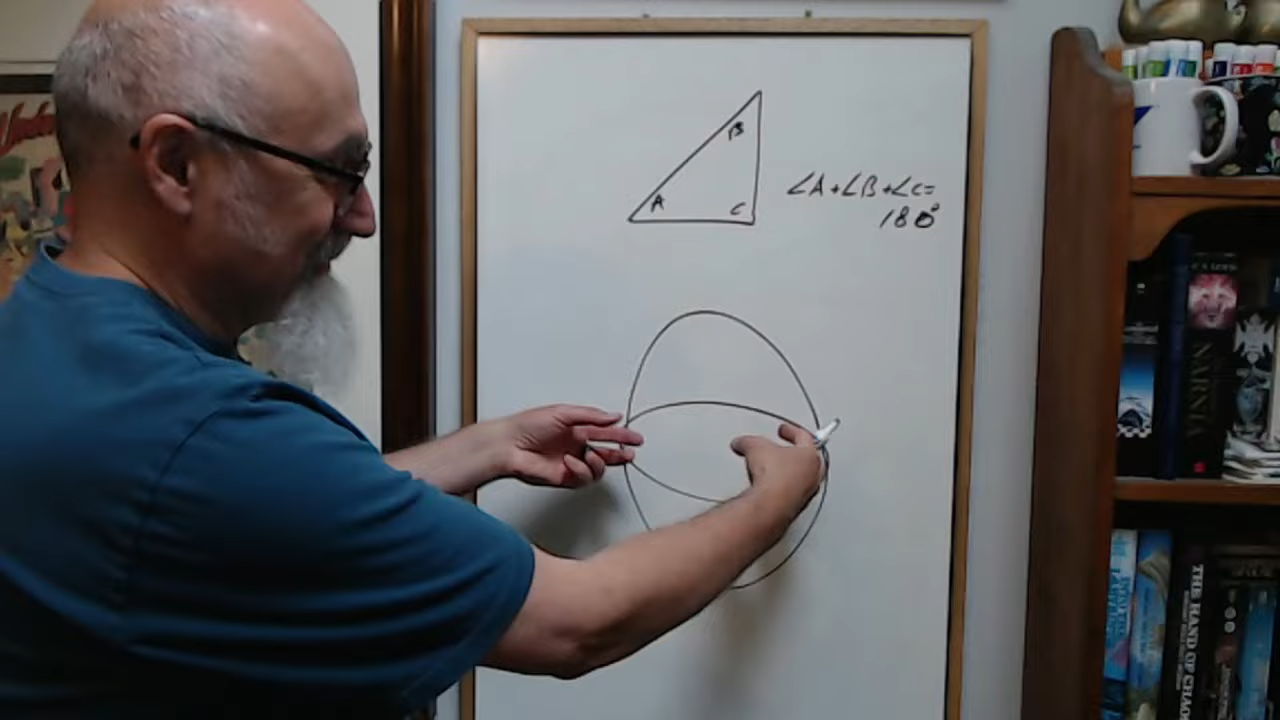 B
A
C
∠A+∠B+∠C=
180°
NARNIA
THE HAND OF CHAOS